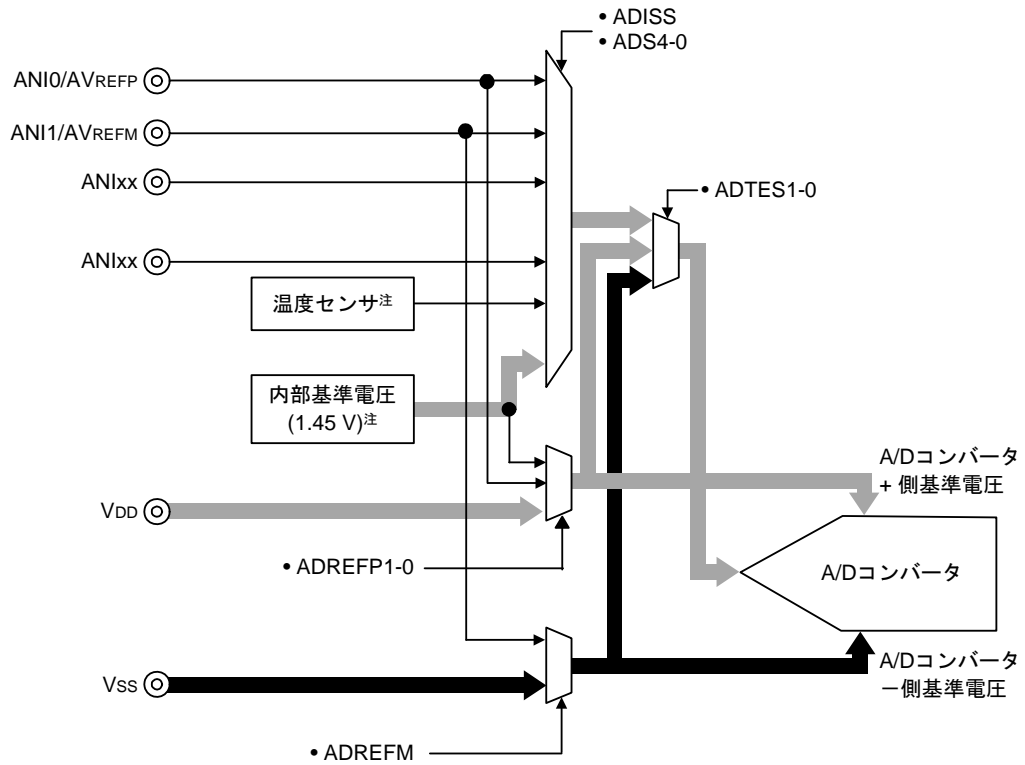 • ADISS
• ADS4-0
ANI0/AVREFP
ANI1/AVREFM
ANIxx
• ADTES1-0
ANIxx
温度センサ注
内部基準電圧
(1.45 V)注
A/Dコンバータ
+ 側基準電圧
VDD
• ADREFP1-0
A/Dコンバータ
A/Dコンバータ
－側基準電圧
VSS
• ADREFM